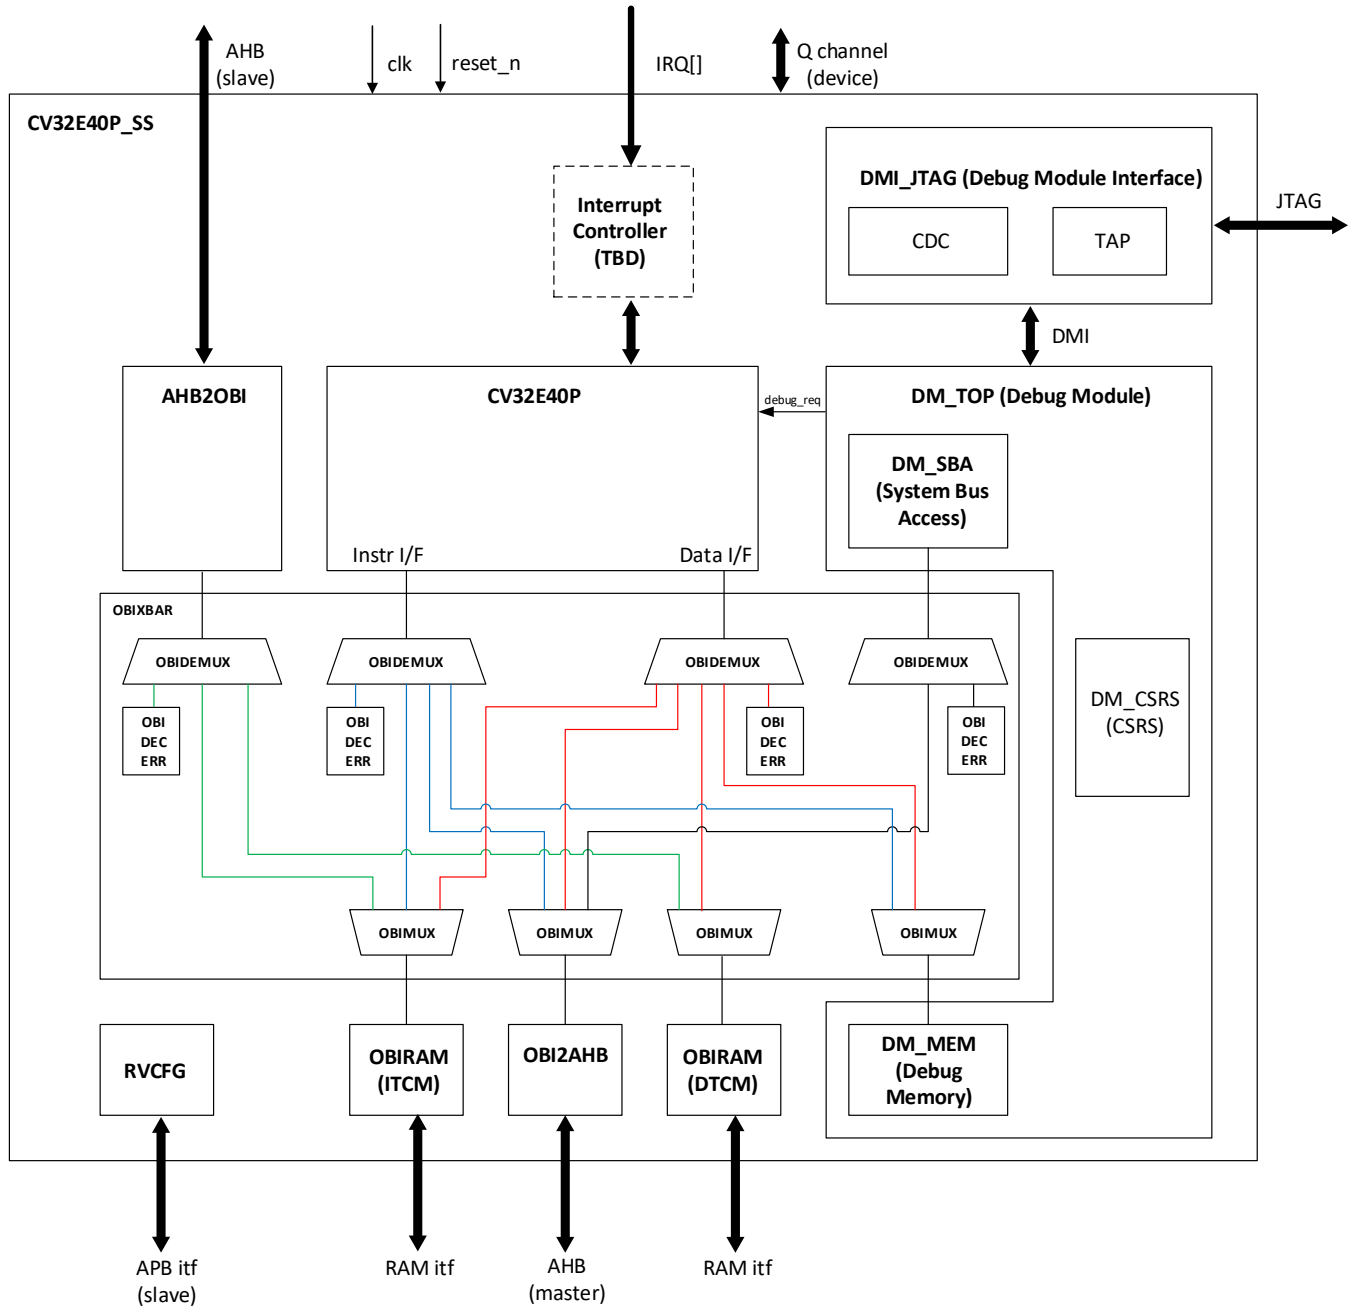 AHB
(slave)
clk
reset_n
IRQ[]
Q channel
(device)
CV32E40P_SS
DMI_JTAG (Debug Module Interface)
CDC
TAP
JTAG
Interrupt
Controller
(TBD)
DMI
AHB2OBI
CV32E40P
debug_req
DM_TOP (Debug Module)
DM_SBA
(System Bus
Access)
Instr I/F
Data I/F
OBIXBAR
OBIDEMUX
OBIDEMUX
OBIDEMUX
OBIDEMUX
OBI
DEC
ERR
OBI
DEC
ERR
OBI
DEC
ERR
OBI
DEC
ERR
DM_CSRS
(CSRS)
OBIMUX
OBIMUX
OBIMUX
OBIMUX
RVCFG
OBIRAM
(ITCM)
OBI2AHB
OBIRAM
(DTCM)
DM_MEM
(Debug
Memory)
APB itf
(slave)
RAM itf
AHB
(master)
RAM itf